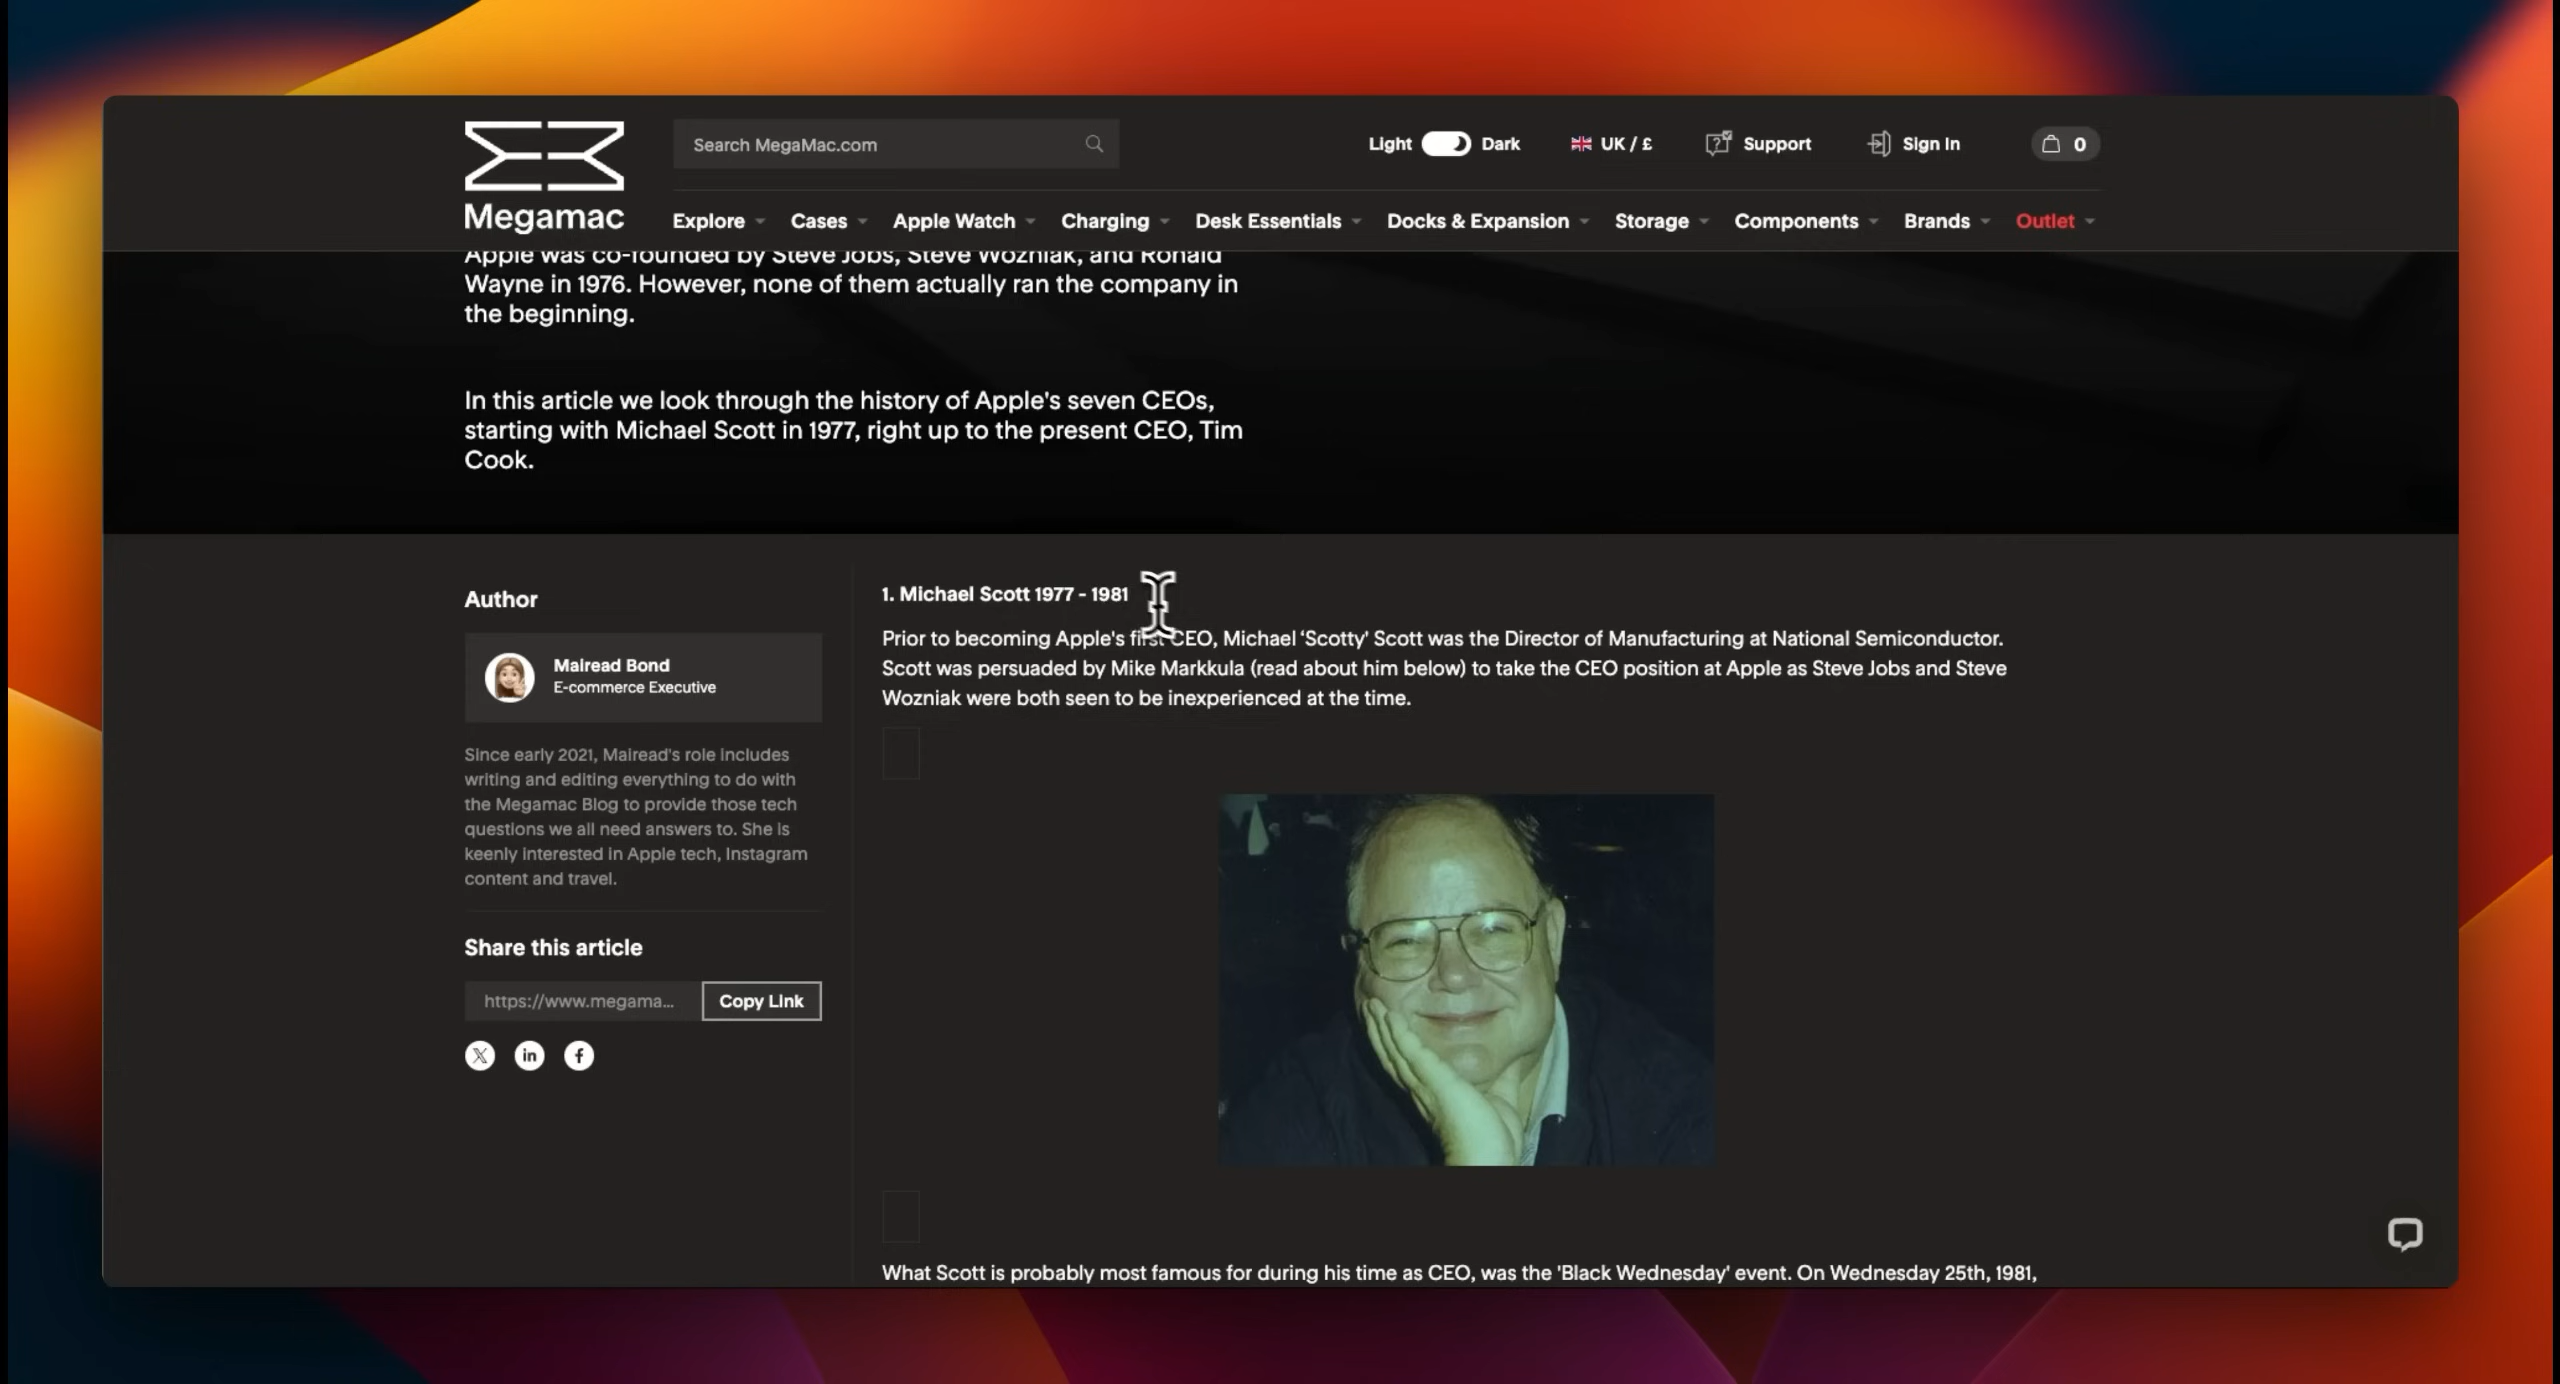 Megamac
Search MegaMac.com
Light Dark
UK / £
Support
Sign In
0
Explore
Cases
Apple Watch
Charging
Desk Essentials
Docks & Expansion
Storage
Components
Brands
Outlet
Apple was co-founded by Steve Jobs, Steve Wozniak, and Ronald
Wayne in 1976. However, none of them actually ran the company in
the beginning.
In this article we look through the history of Apple's seven CEOs,
starting with Michael Scott in 1977, right up to the present CEO, Tim
Cook.
Author
Mairead Bond
E-commerce Executive
Since early 2021, Mairead's role includes
writing and editing everything to do with
the Megamac Blog to provide those tech
questions we all need answers to. She is
keenly interested in Apple tech, Instagram
content and travel.
Share this article
https://www.megama...
Copy Link
1. Michael Scott 1977 - 1981
Prior to becoming Apple's first CEO, Michael ‘Scotty’ Scott was the Director of Manufacturing at National Semiconductor.
Scott was persuaded by Mike Markkula (read about him below) to take the CEO position at Apple as Steve Jobs and Steve
Wozniak were both seen to be inexperienced at the time.
What Scott is probably most famous for during his time as CEO, was the 'Black Wednesday' event. On Wednesday 25th, 1981,